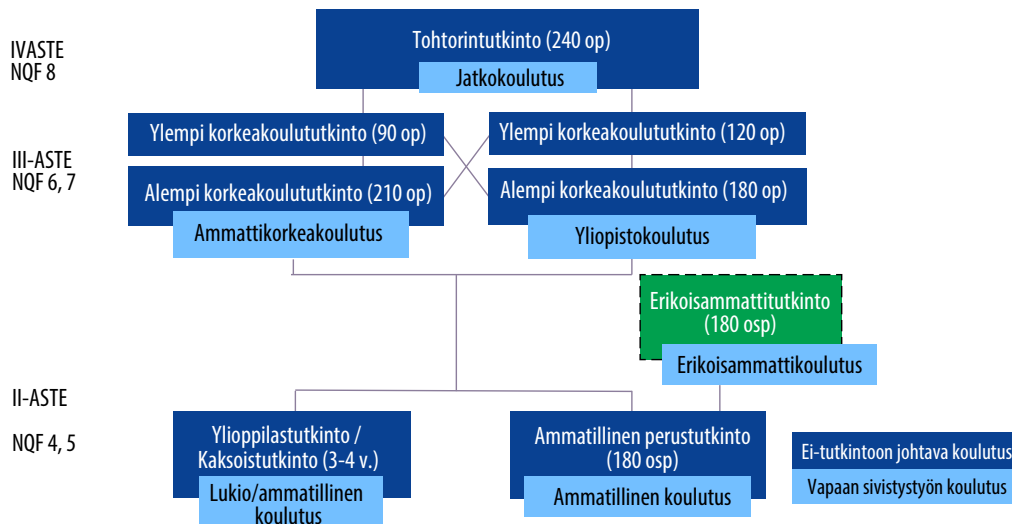 IVASTE
NQF 8
Tohtorintutkinto (240 op)
Jatkokoulutus
III-ASTE
NQF 6, 7
Ylempi korkeakoulututkinto (90 op)
Ylempi korkeakoulututkinto (120 op)
Alempi korkeakoulututkinto (210 op)
Alempi korkeakoulututkinto (180 op)
Ammattikorkeakoulutus
Yliopistokoulutus
Erikoisammattitutkinto
(180 osp)
Erikoisammattikoulutus
II-ASTE
NQF 4, 5
Ylioppilastutkinto /
Kaksoistutkinto (3-4 v.)
Lukio/ammatillinen
koulutus
Ammatillinen perustutkinto
(180 osp)
Ammatillinen koulutus
Ei-tutkintoon johtava koulutus
Vapaan sivistystyön koulutus